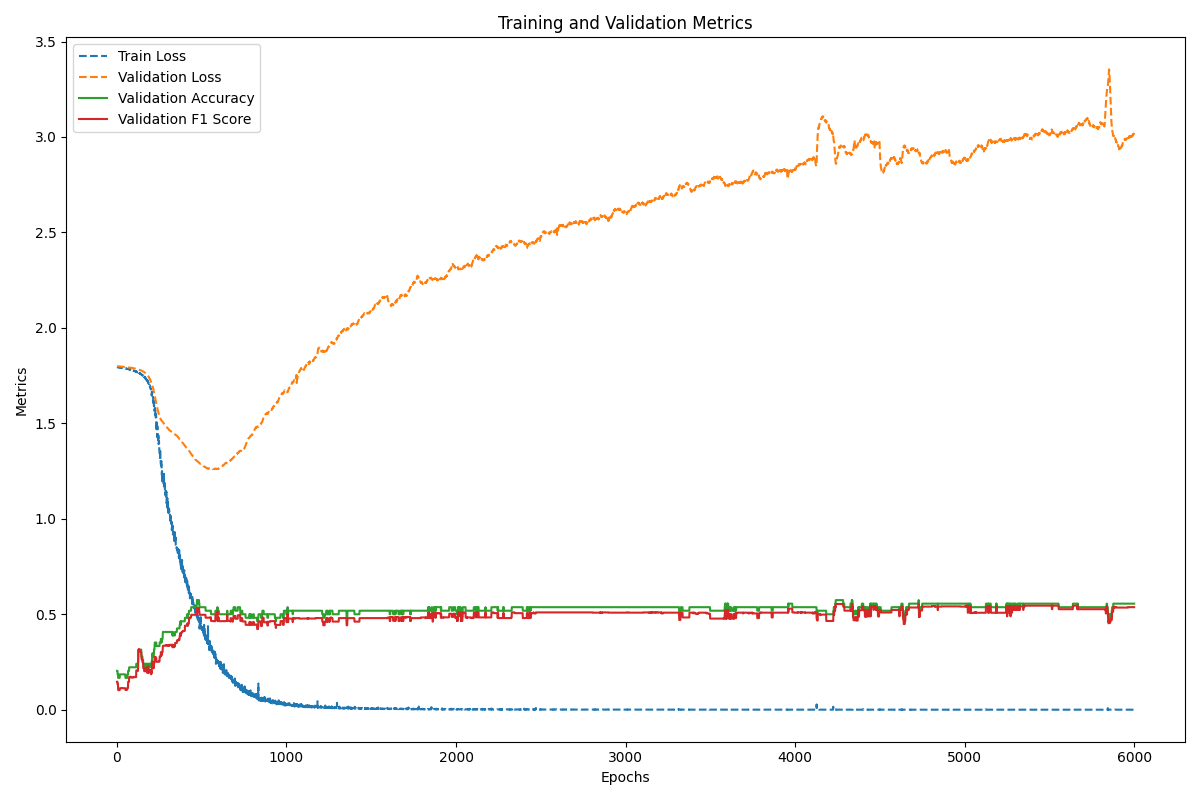 Training and Validation Metrics
3.5
3.0
2.5
2.0
1.5
1.0
0.5
0.0
Metrics
Train Loss
Validation Loss
Validation Accuracy
Validation F1 Score
0
1000
2000
3000
4000
5000
6000
Epochs